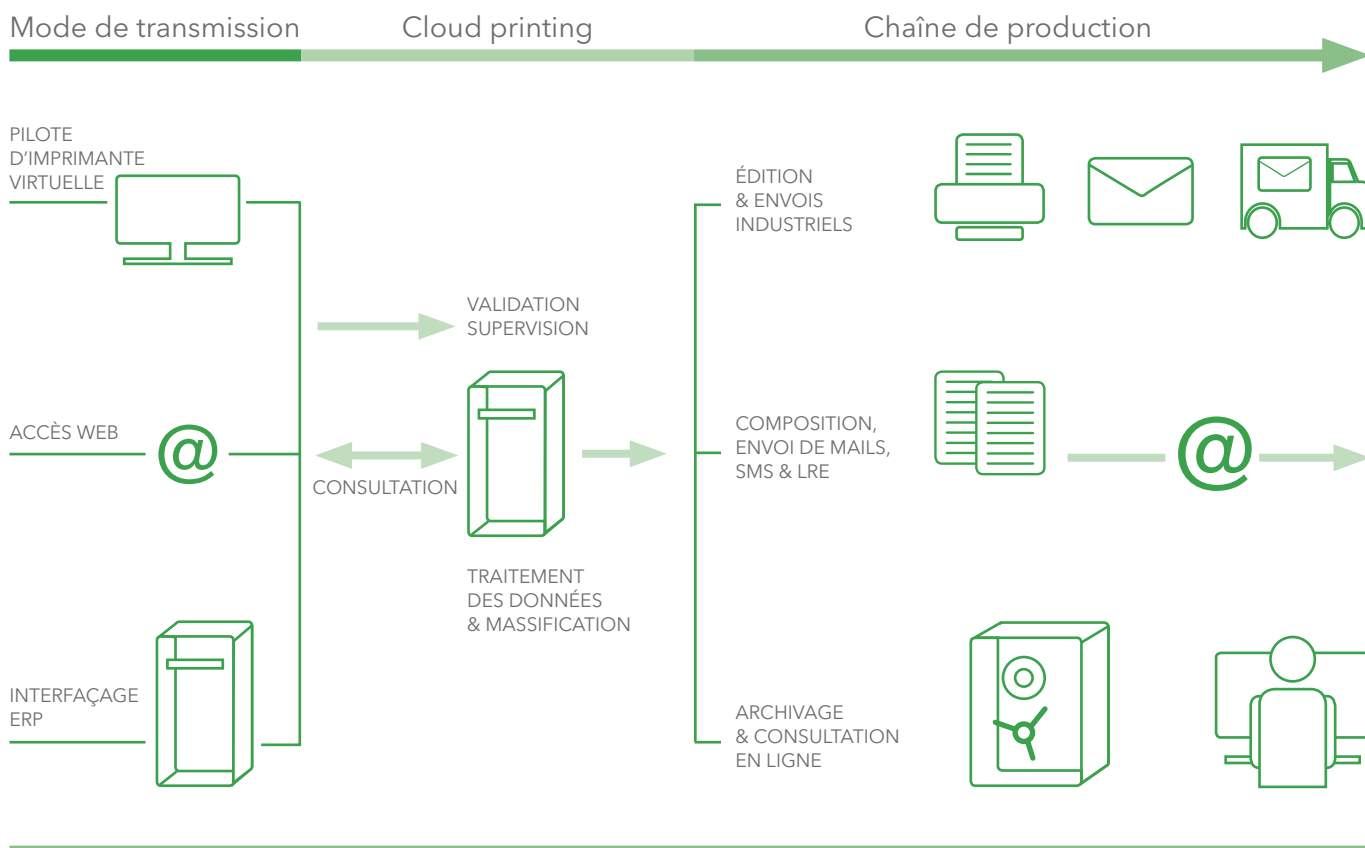 Mode de transmission
Cloud printing
Chaîne de production
PILOTE
D'IMPRIMANTE
VIRTUELLE
ACCÈS WEB
@
INTERFAÇAGE
ERP
VALIDATION
SUPERVISION
CONSULTATION
TRAITEMENT
DES DONNÉES
& MASSIFICATION
ÉDITION
& ENVOIS
INDUSTRIELS
COMPOSITION,
ENVOI DE MAILS,
SMS & LRE
@
ARCHIVAGE
& CONSULTATION
EN LIGNE